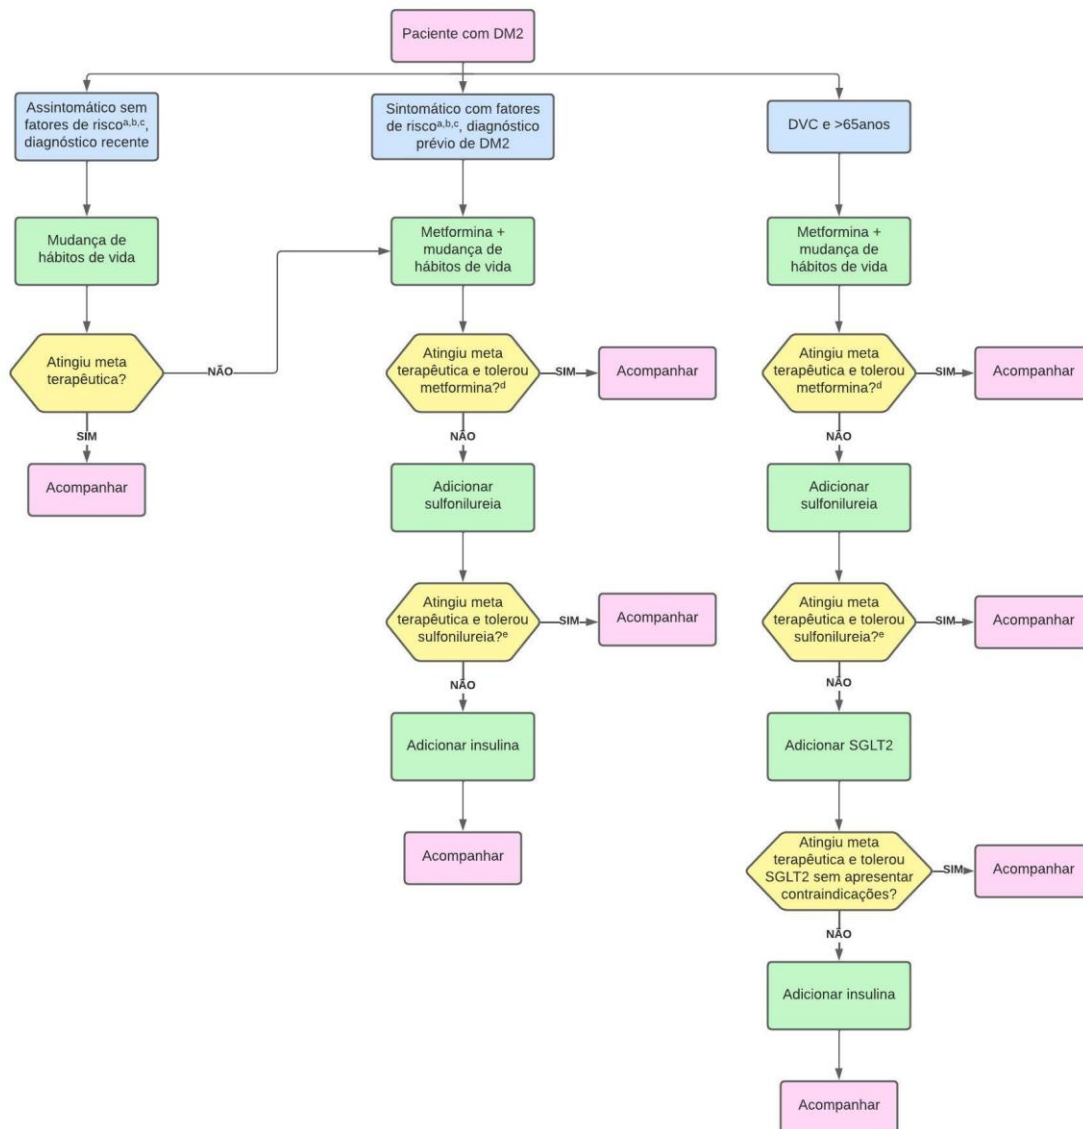 Paciente com DM2
Assintomático sem
fatores de riscoᵃ,ᵇ,ᶜ,
diagnóstico recente
Sintomático com fatores
de riscoᵃ,ᵇ,ᶜ, diagnóstico
prévio de DM2
DVC e >65anos
Mudança de
hábitos de vida
Metformina +
mudança de
hábitos de vida
Metformina +
mudança de
hábitos de vida
Atingiu meta
terapêutica?
NÃO
Atingiu meta
terapêutica e tolerou
metformina?ᵈ
SIM
Acompanhar
Atingiu meta
terapêutica e tolerou
metformina?ᵈ
SIM
Acompanhar
SIM
NÃO
NÃO
Acompanhar
Adicionar
sulfonilureia
Adicionar
sulfonilureia
Atingiu meta
terapêutica e tolerou
sulfonilureia?ᵉ
SIM
Acompanhar
Atingiu meta
terapêutica e tolerou
sulfonilureia?ᵉ
SIM
Acompanhar
NÃO
NÃO
Adicionar insulina
Adicionar SGLT2
Acompanhar
Atingiu meta
terapêutica e tolerou
SGLT2 sem apresentar
contraindicações?
SIM
Acompanhar
NÃO
Adicionar insulina
Acompanhar